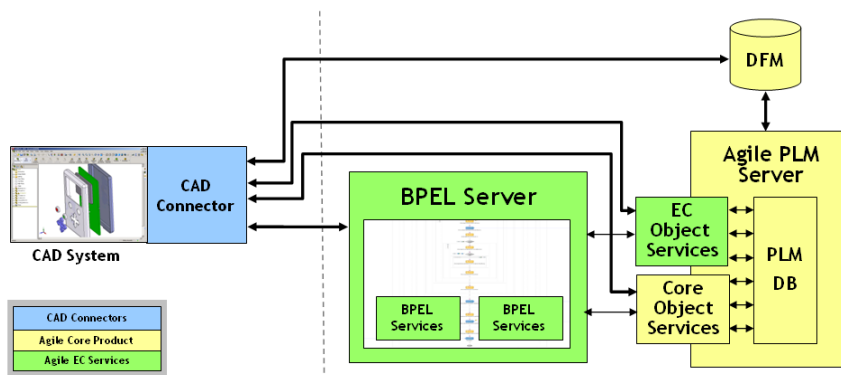 DFM
Agile PLM
Server
CAD
Connector
BPEL Server
EC
Object
Services
PLM
DB
CAD System
Core
Object
Services
BPEL
Services
BPEL
Services
CAD Connectors
Agile Core Product
Agile EC Services